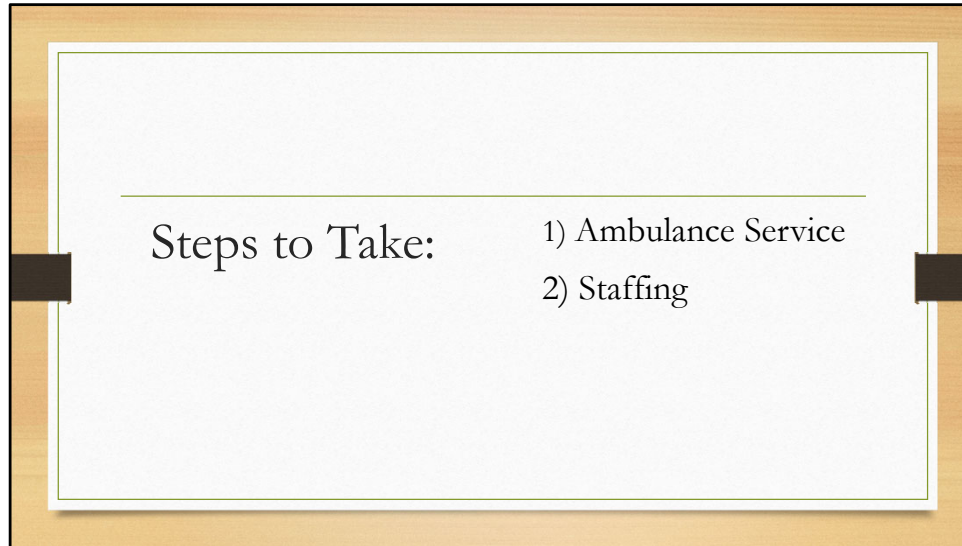 Steps to Take:
1) Ambulance Service
2) Staffing